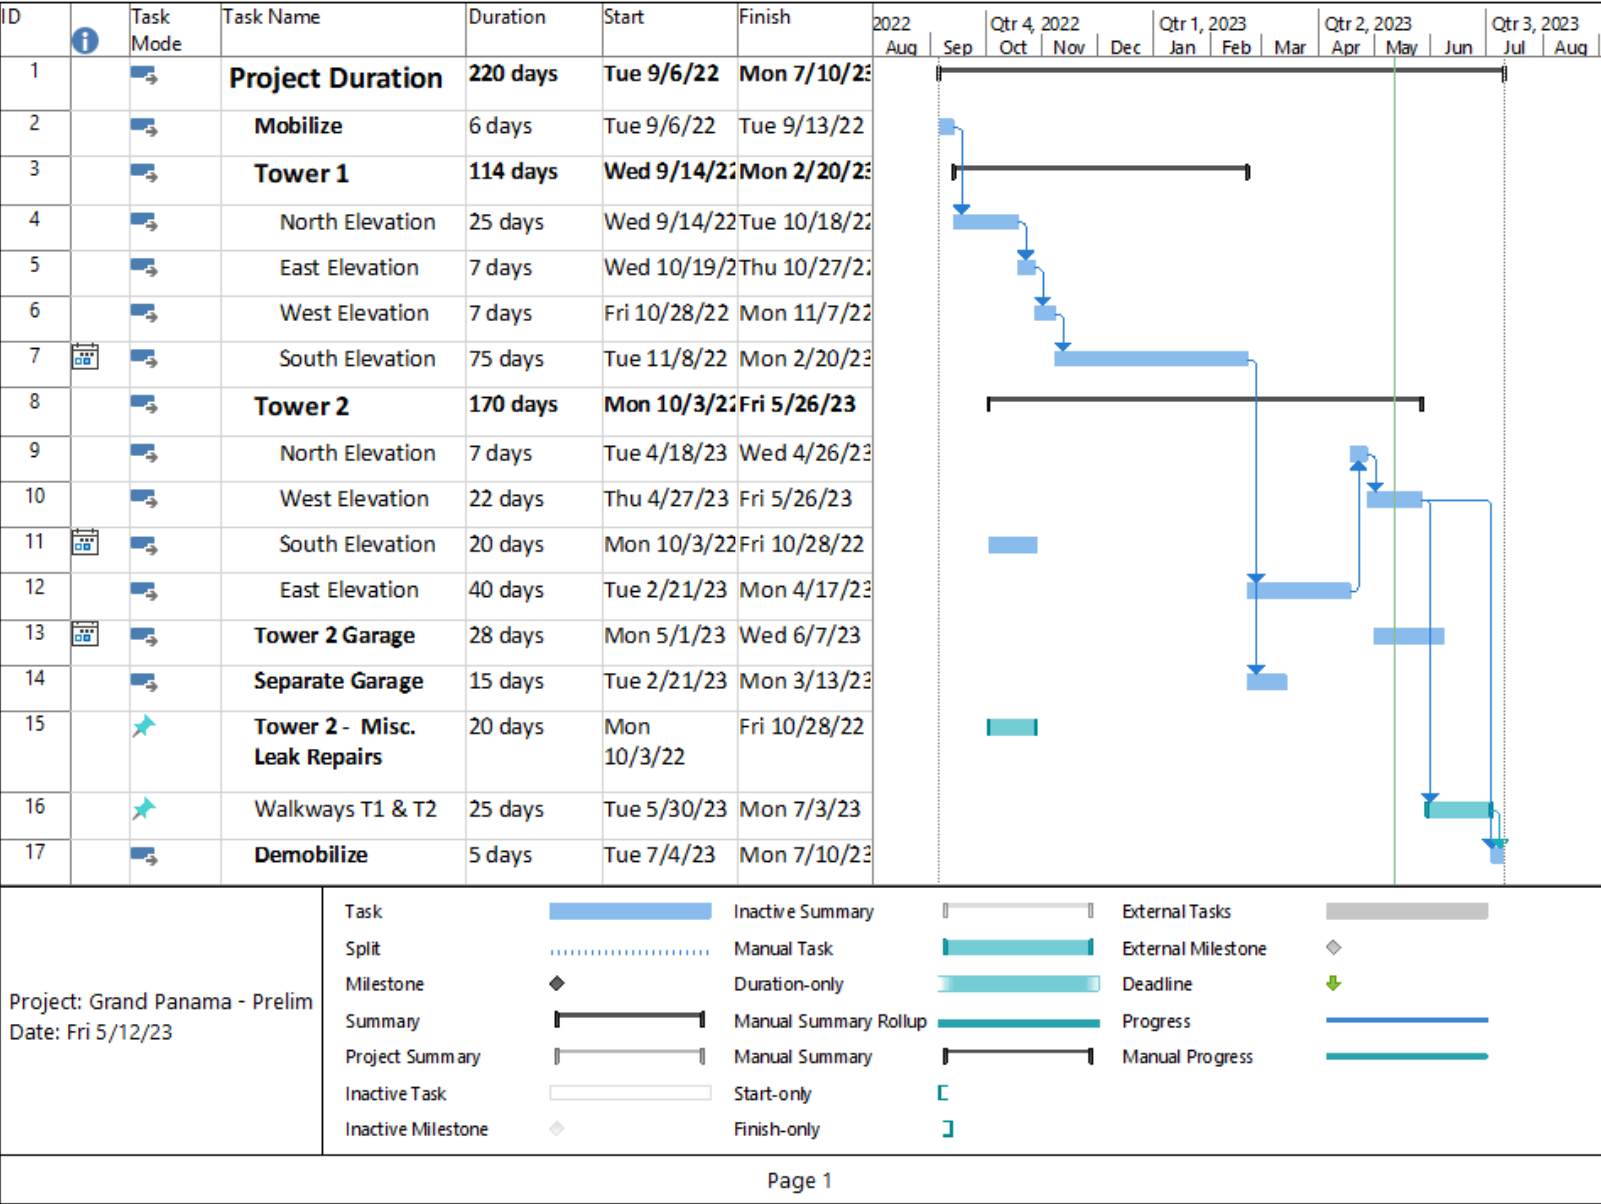 ID Task Mode Task Name Duration Start Finish
2022 Qtr 4, 2022 Qtr 1, 2023 Qtr 2, 2023 Qtr 3, 2023
Aug Sep Oct Nov Dec Jan Feb Mar Apr May Jun Jul Aug
1 Project Duration 220 days Tue 9/6/22 Mon 7/10/23
2 Mobilize 6 days Tue 9/6/22 Tue 9/13/22
3 Tower 1 114 days Wed 9/14/22 Mon 2/20/23
4 North Elevation 25 days Wed 9/14/22 Tue 10/18/22
5 East Elevation 7 days Wed 10/19/2 Thu 10/27/22
6 West Elevation 7 days Fri 10/28/22 Mon 11/7/22
7 South Elevation 75 days Tue 11/8/22 Mon 2/20/23
8 Tower 2 170 days Mon 10/3/22 Fri 5/26/23
9 North Elevation 7 days Tue 4/18/23 Wed 4/26/23
10 West Elevation 22 days Thu 4/27/23 Fri 5/26/23
11 South Elevation 20 days Mon 10/3/22 Fri 10/28/22
12 East Elevation 40 days Tue 2/21/23 Mon 4/17/23
13 Tower 2 Garage 28 days Mon 5/1/23 Wed 6/7/23
14 Separate Garage 15 days Tue 2/21/23 Mon 3/13/23
15 Tower 2 - Misc. Leak Repairs 20 days Mon 10/3/22 Fri 10/28/22
16 Walkways T1 & T2 25 days Tue 5/30/23 Mon 7/3/23
17 Demobilize 5 days Tue 7/4/23 Mon 7/10/23
Project: Grand Panama - Prelim
Date: Fri 5/12/23
Task Inactive Summary External Tasks
Split Manual Task External Milestone
Milestone Duration-only Deadline
Summary Manual Summary Rollup Progress
Project Summary Manual Summary Manual Progress
Inactive Task Start-only
Inactive Milestone Finish-only
Page 1